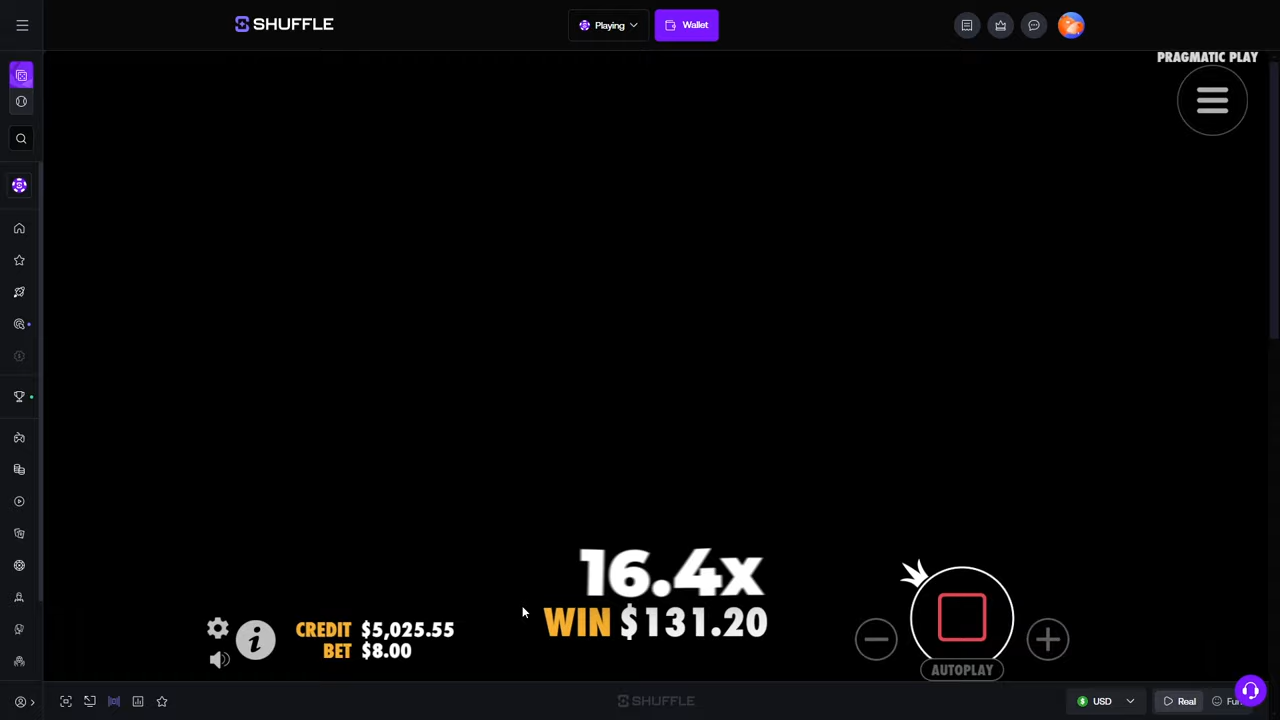 SHUFFLE
Playing
Wallet
PRAGMATIC PLAY
16.4x
WIN $131.20
CREDIT $5,025.55
BET $8.00
AUTOPLAY
SHUFFLE
USD
Real
Fun